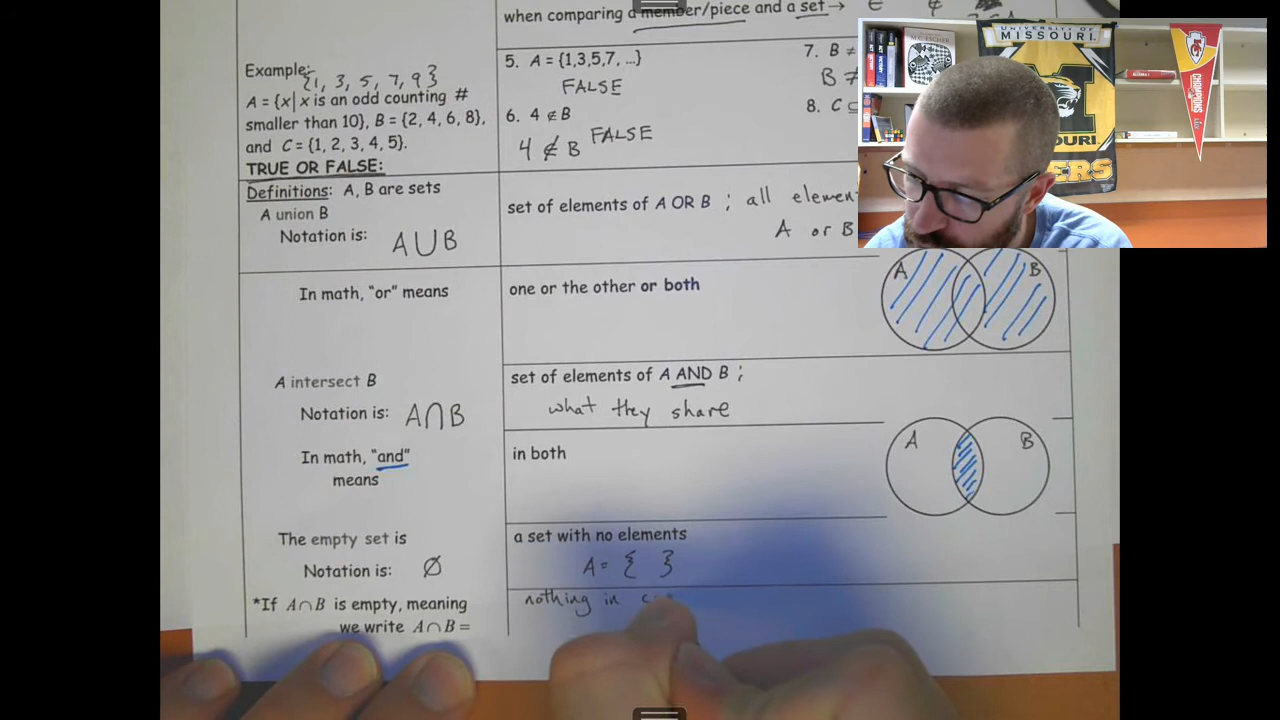 when comparing a member/piece and a set → ∈ ∉
Example: {1, 3, 5, 7, 9}
A = {x| x is an odd counting #
smaller than 10}, B = {2, 4, 6, 8},
and C = {1, 2, 3, 4, 5}.
TRUE OR FALSE:
5. A = {1,3,5,7, ...}
FALSE
6. 4 ∉ B
4 ∉ B FALSE
7. B ≠
B ≠
8. C ⊆
Definitions: A, B are sets
A union B
Notation is: A∪B
set of elements of A OR B ; all
A or B
In math, “or” means
one or the other or both
A B
A intersect B
Notation is: A∩B
set of elements of A AND B ;
what they share
In math, “and”
means
in both
A B
The empty set is
Notation is: ∅
a set with no elements
A = { }
*If A∩B is empty, meaning
we write A∩B =
nothing in
UNIVERSITY OF
MISSOURI
M
OURI
ERS
M.C. ESCHER
KC
CHAMPIONS